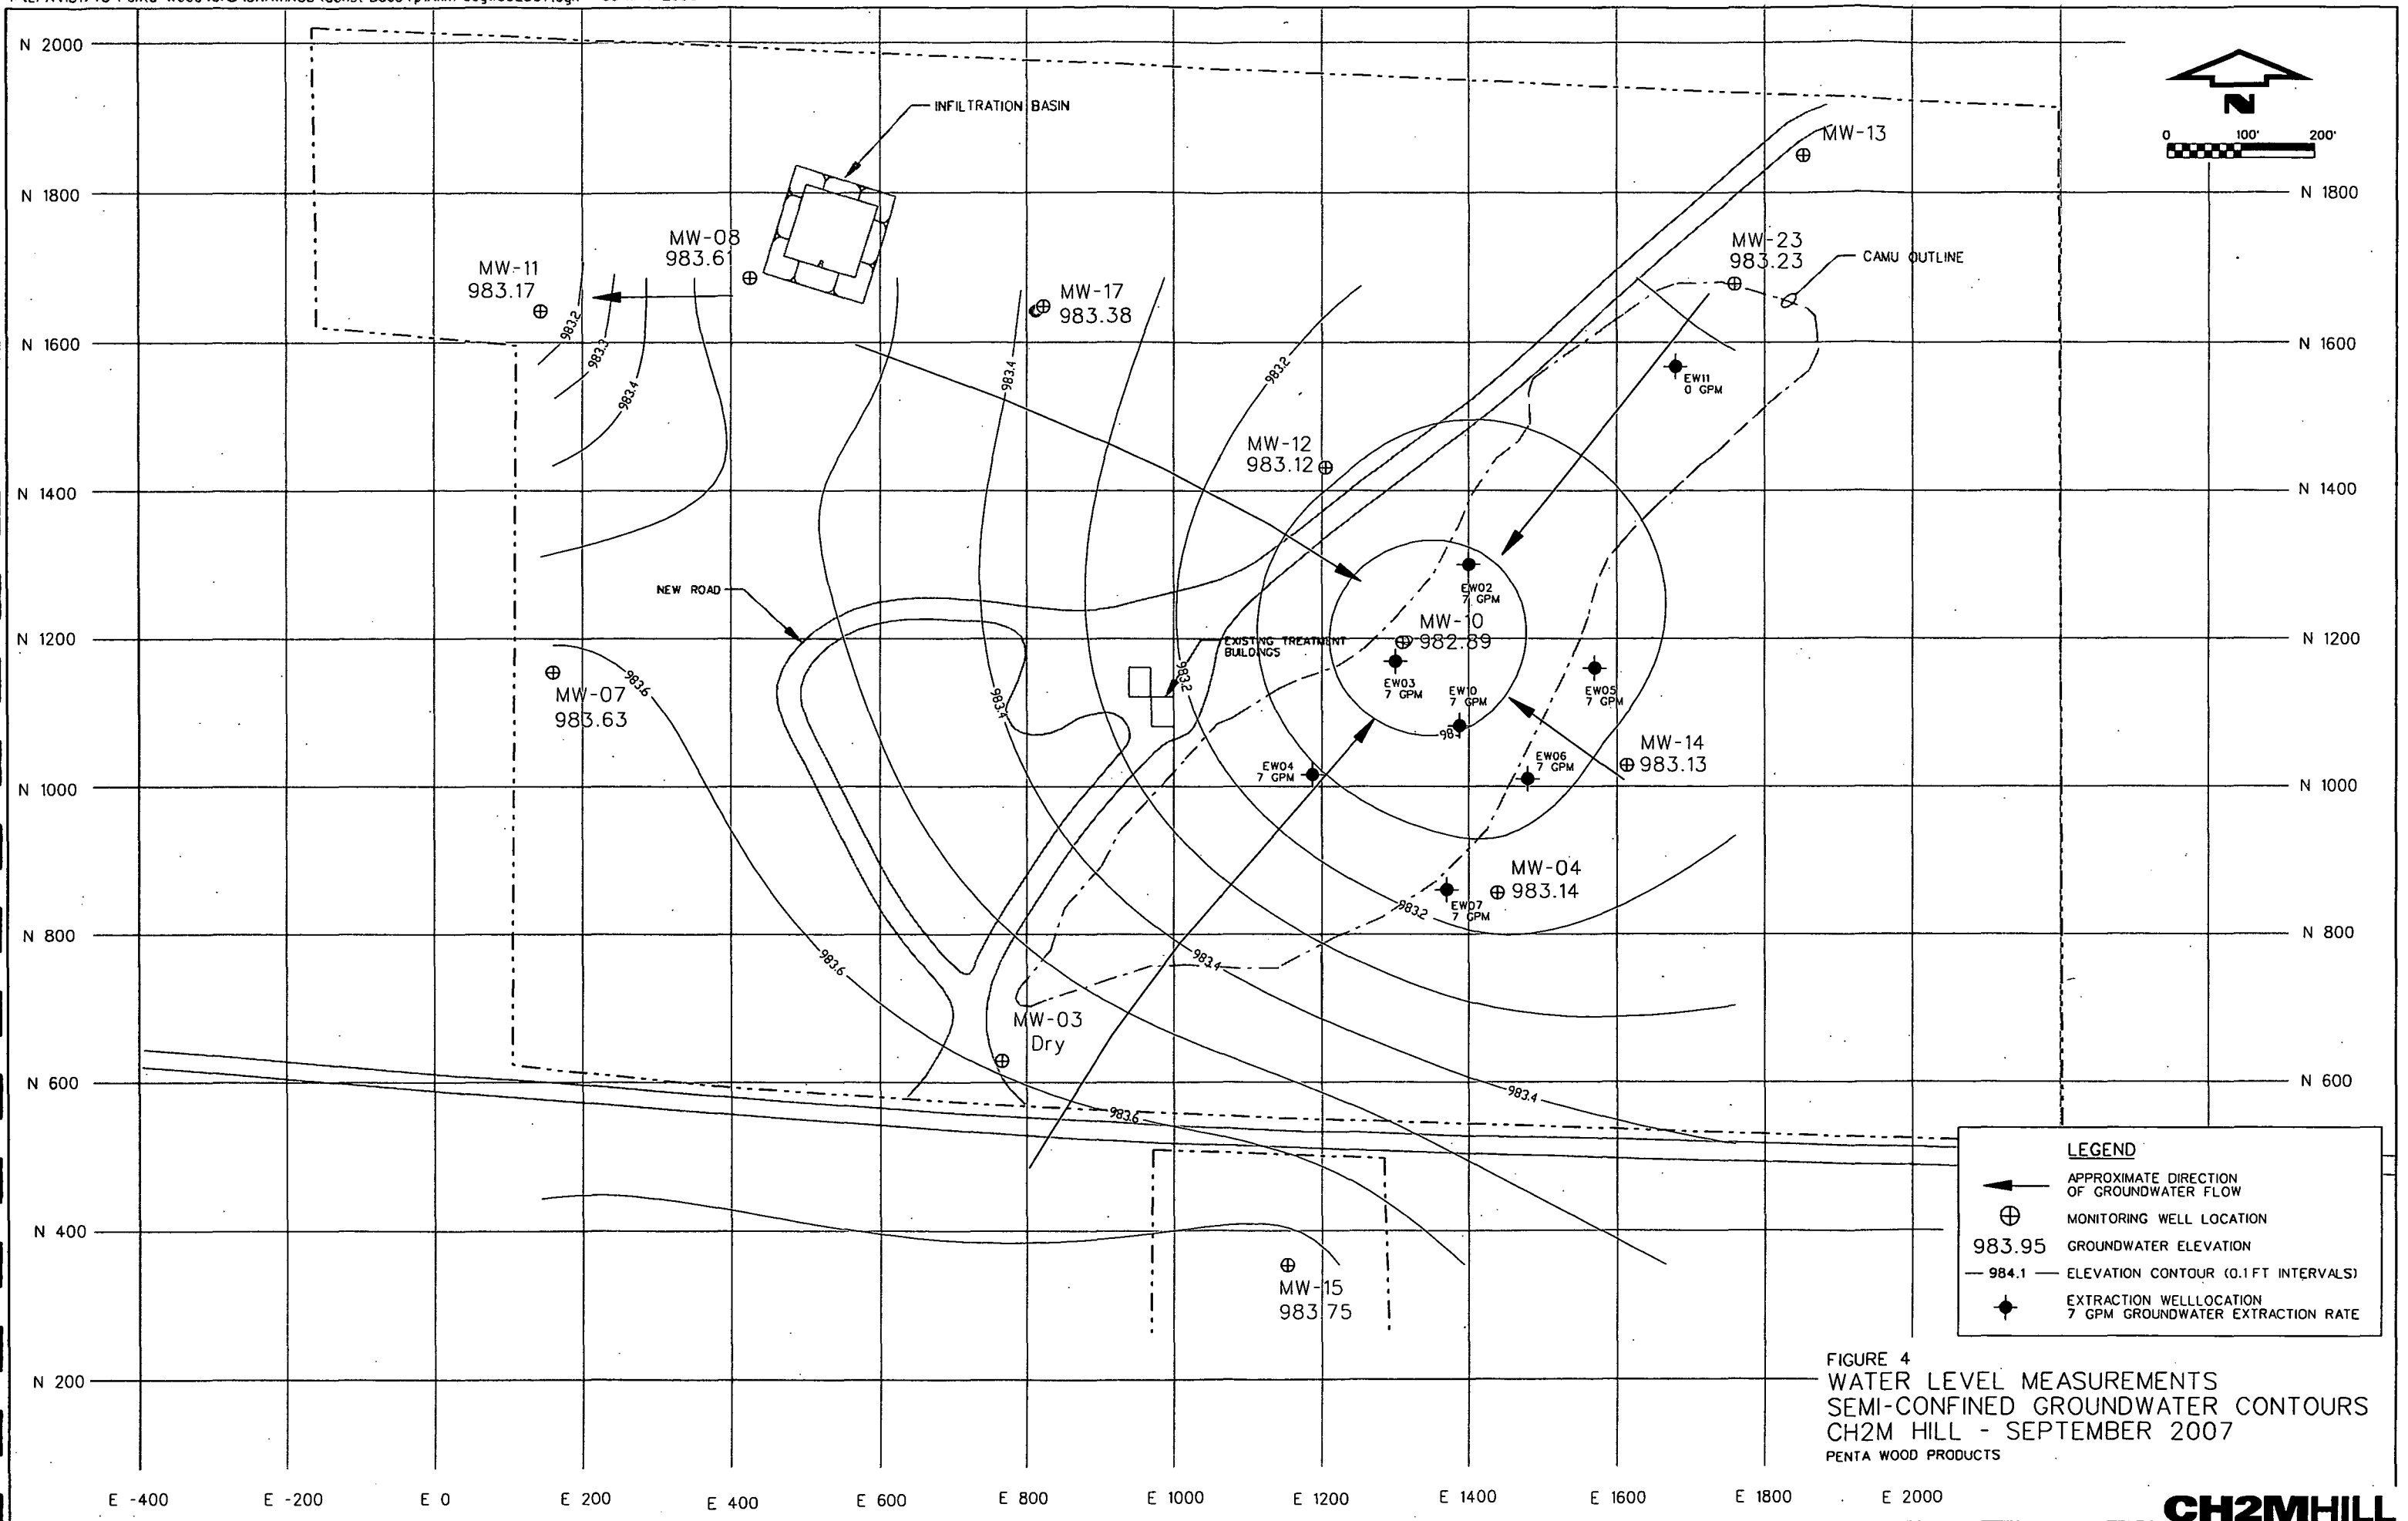 N 2000
N 1800
N 1600
N 1400
N 1200
N 1000
N 800
N 600
N 400
N 200
INFILTRATION BASIN
MW-13
N
0 100' 200'
N 1800
N 1600
N 1400
N 1200
N 1000
N 800
N 600
MW-08
983.61
MW-11
983.17
MW-17
983.38
MW-23
983.23
CAMU OUTLINE
983.2
983.3
983.4
983.4
983.2
EW11
0 GPM
MW-12
983.12
NEW ROAD
EW02
7 GPM
MW-10
982.89
EXISTING TREATMENT
BUILDINGS
983.2
EW03
7 GPM
EW10
7 GPM
EW05
7 GPM
MW-07
983.63
983.6
983.4
MW-14
983.13
EW04
7 GPM
EW06
7 GPM
MW-04
983.14
EW07
7 GPM
983.2
983.6
983.4
MW-03
Dry
983.4
983.6
MW-15
983.75
LEGEND
APPROXIMATE DIRECTION
OF GROUNDWATER FLOW
MONITORING WELL LOCATION
983.95 GROUNDWATER ELEVATION
984.1 ELEVATION CONTOUR (0.1 FT INTERVALS)
EXTRACTION WELLLOCATION
7 GPM GROUNDWATER EXTRACTION RATE
FIGURE 4
WATER LEVEL MEASUREMENTS
SEMI-CONFINED GROUNDWATER CONTOURS
CH2M HILL - SEPTEMBER 2007
PENTA WOOD PRODUCTS
E -400 E -200 E 0 E 200 E 400 E 600 E 800 E 1000 E 1200 E 1400 E 1600 E 1800 E 2000
CH2MHILL